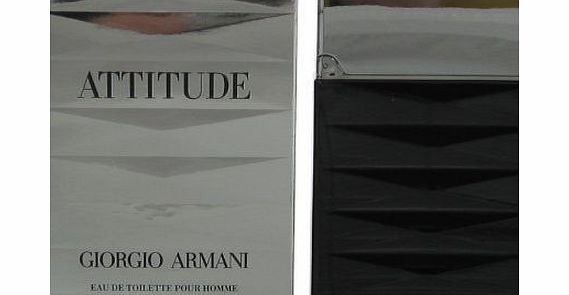 ATTITUDE
GIORGIO ARMANI
EAU DE TOILETTE POUR HOMME